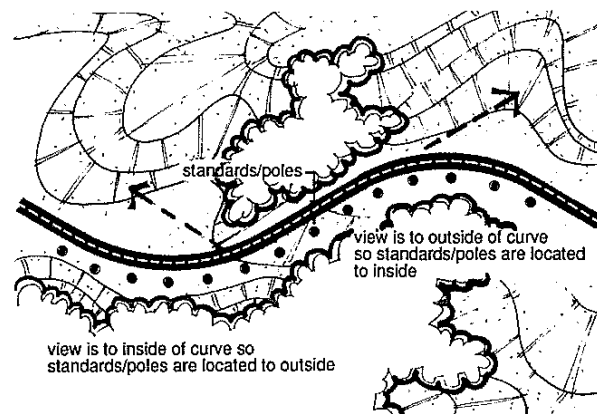 standards/poles
view is to outside of curve
so standards/poles are located
to inside
view is to inside of curve so
standards/poles are located to outside